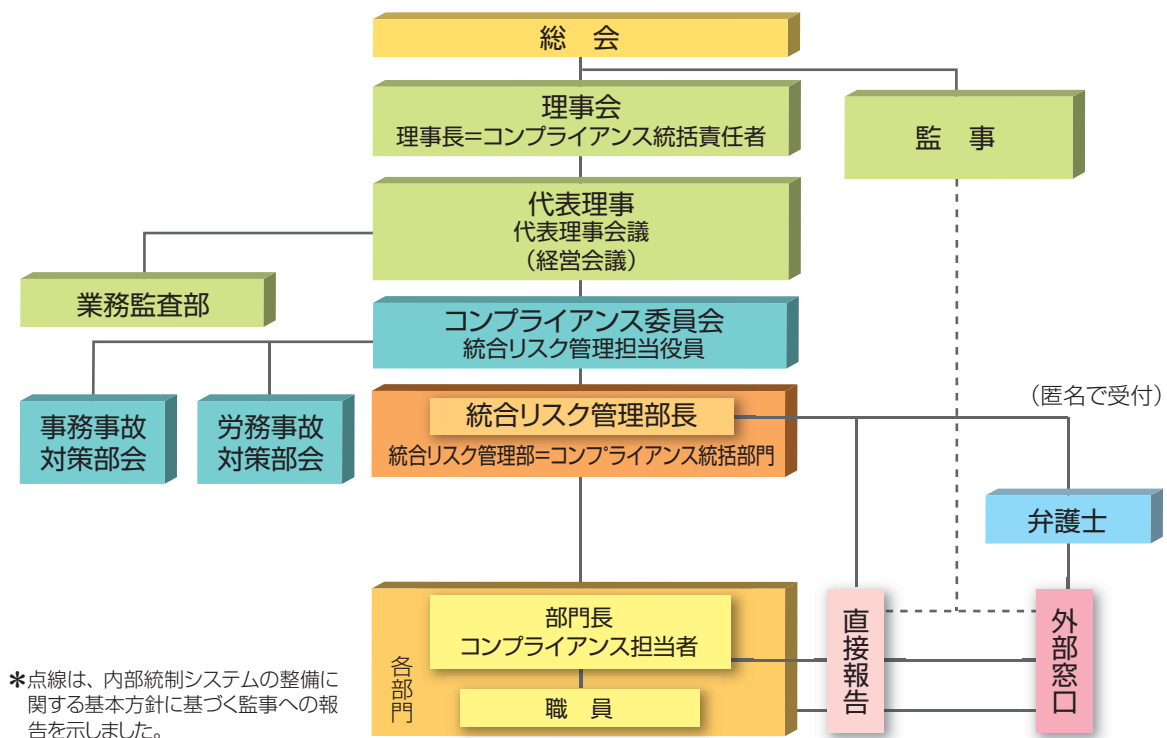 総　会
理事会
理事長=コンプライアンス統括責任者
監　事
代表理事
代表理事会議
（経営会議）
業務監査部
コンプライアンス委員会
統合リスク管理担当役員
事務事故
対策部会
労務事故
対策部会
統合リスク管理部長
統合リスク管理部=コンプライアンス統括部門
（匿名で受付）
弁護士
各部門
部門長
コンプライアンス担当者
職　員
直接報告
外部窓口
＊点線は、内部統制システムの整備に
関する基本方針に基づく監事への報
告を示しました。